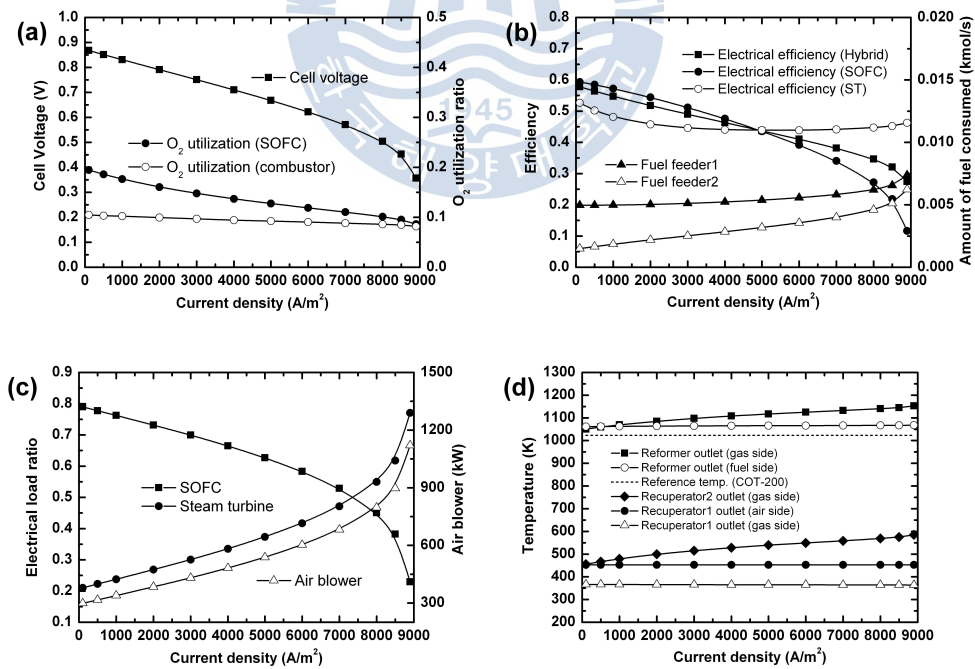 (a)
Cell Voltage (V)
1.0
0.9
0.8
0.7
0.6
0.5
0.4
0.3
0.2
0.1
0.0
Cell voltage
O2 utilization (SOFC)
O2 utilization (combustor)
1945
0.5
0.4
0.3
0.2
0.1
0.0
O2 utilization ratio
0 1000 2000 3000 4000 5000 6000 7000 8000 9000
Current density (A/m²)
(b)
Efficiency
0.8
0.7
0.6
0.5
0.4
0.3
0.2
0.1
0.0
Electrical efficiency (Hybrid)
Electrical efficiency (SOFC)
Electrical efficiency (ST)
Fuel feeder1
Fuel feeder2
0.020
0.015
0.010
0.005
0.000
Amount of fuel consumed (kmol/s)
0 1000 2000 3000 4000 5000 6000 7000 8000 9000
Current density (A/m²)
(c)
Electrical load ratio
0.9
0.8
0.7
0.6
0.5
0.4
0.3
0.2
0.1
SOFC
Steam turbine
Air blower
1500
1200
900
600
300
Air blower (kW)
0 1000 2000 3000 4000 5000 6000 7000 8000 9000
Current density (A/m²)
(d)
Temperature (K)
1300
1200
1100
1000
900
800
700
600
500
400
300
200
Reformer outlet (gas side)
Reformer outlet (fuel side)
Reference temp. (COT-200)
Recuperator2 outlet (gas side)
Recuperator1 outlet (air side)
Recuperator1 outlet (gas side)
0 1000 2000 3000 4000 5000 6000 7000 8000 9000
Current density (A/m²)